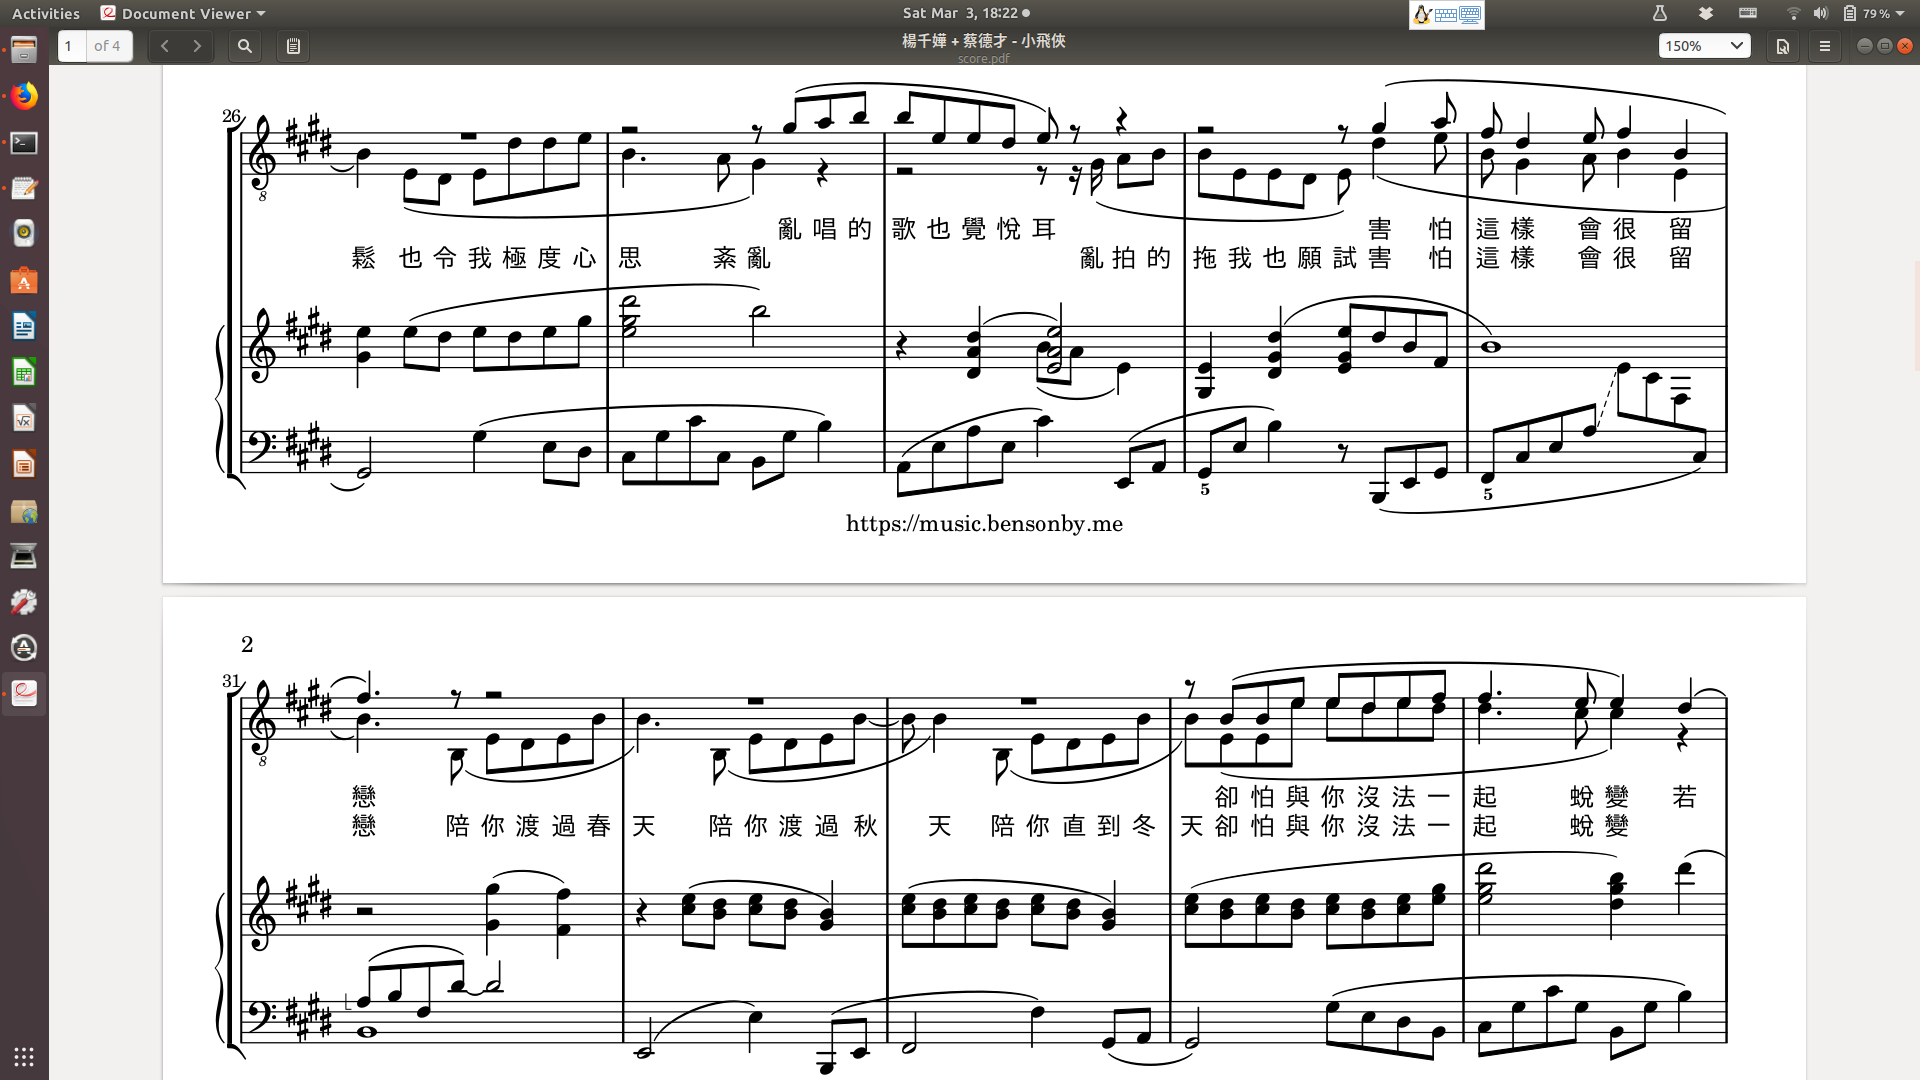 Activities
Document Viewer
Sat Mar 3, 18:22
79 %
1 of 4
楊千嬅 + 蔡德才 - 小飛俠
score.pdf
150%
26
8
亂唱的歌也覺悅耳 害怕這樣會很留
鬆也令我極度心思紊亂 亂拍的拖我也願試害怕這樣會很留
5 5
https://music.bensonby.me
2
31
8
戀 卻怕與你沒法一起蛻變若
戀 陪你渡過春天 陪你渡過秋天 陪你直到冬天卻怕與你沒法一起蛻變